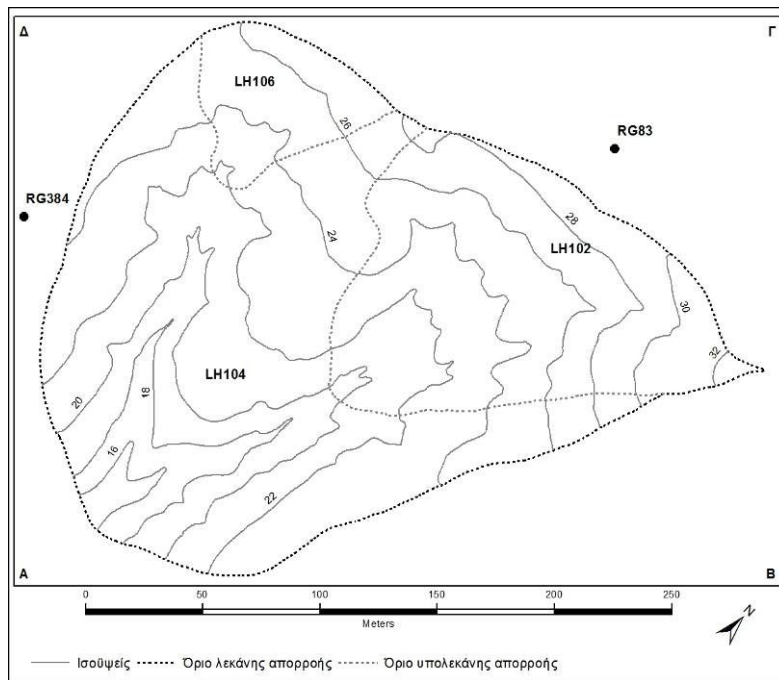 Δ
Γ
LH106
26
RG83
RG384
28
24
LH102
30
32
LH104
18
20
16
22
Α
Β
0 50 100 150 200 250
Meters
N
Ισοϋψείς Όριο λεκάνης απορροής Όριο υπολεκάνης απορροής